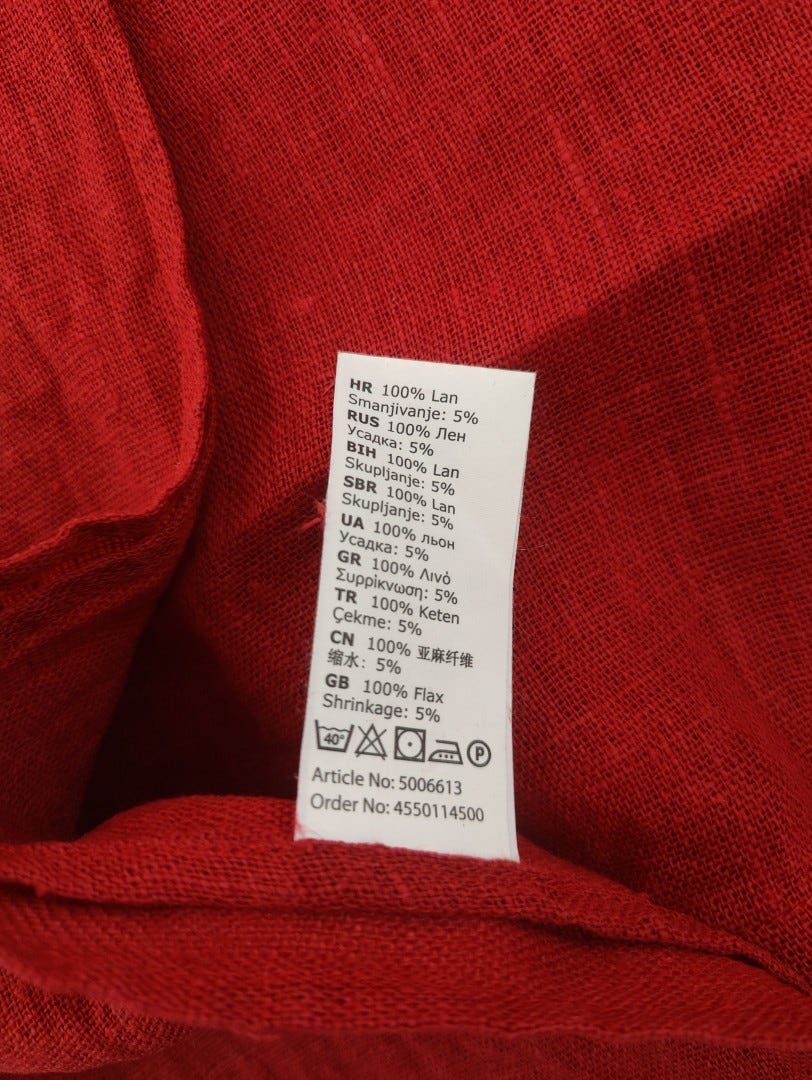 HR 100% Lan
Smanjivanje: 5%
RUS 100% Лен
Усадка: 5%
BIH 100% Lan
Skupljanje: 5%
SBR 100% Lan
Skupljanje: 5%
UA 100% льон
Усадка: 5%
GR 100% Λινό
Συρρίκνωση: 5%
TR 100% Keten
Çekme: 5%
CN 100% 亚麻纤维
缩水: 5%
GB 100% Flax
Shrinkage: 5%
40° P
Article No: 5006613
Order No: 4550114500